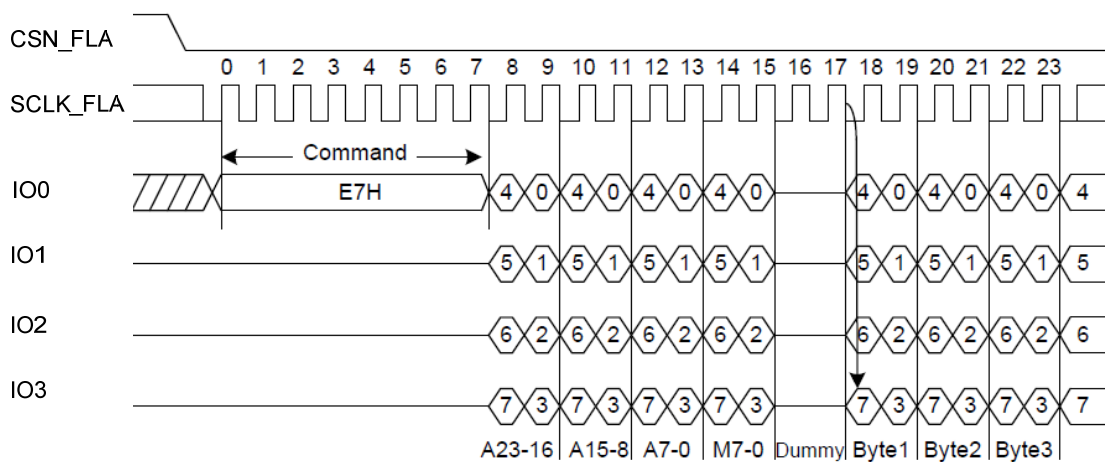 CSN_FLA
0 1 2 3 4 5 6 7 8 9 10 11 12 13 14 15 16 17 18 19 20 21 22 23
SCLK_FLA
Command
IO0 E7H 4 0 4 0 4 0 4 0 4 0 4 0 4 0 4
IO1 5 1 5 1 5 1 5 1 5 1 5 1 5 1 5
IO2 6 2 6 2 6 2 6 2 6 2 6 2 6 2 6
IO3 7 3 7 3 7 3 7 3 7 3 7 3 7 3 7
A23-16 A15-8 A7-0 M7-0 Dummy Byte1 Byte2 Byte3